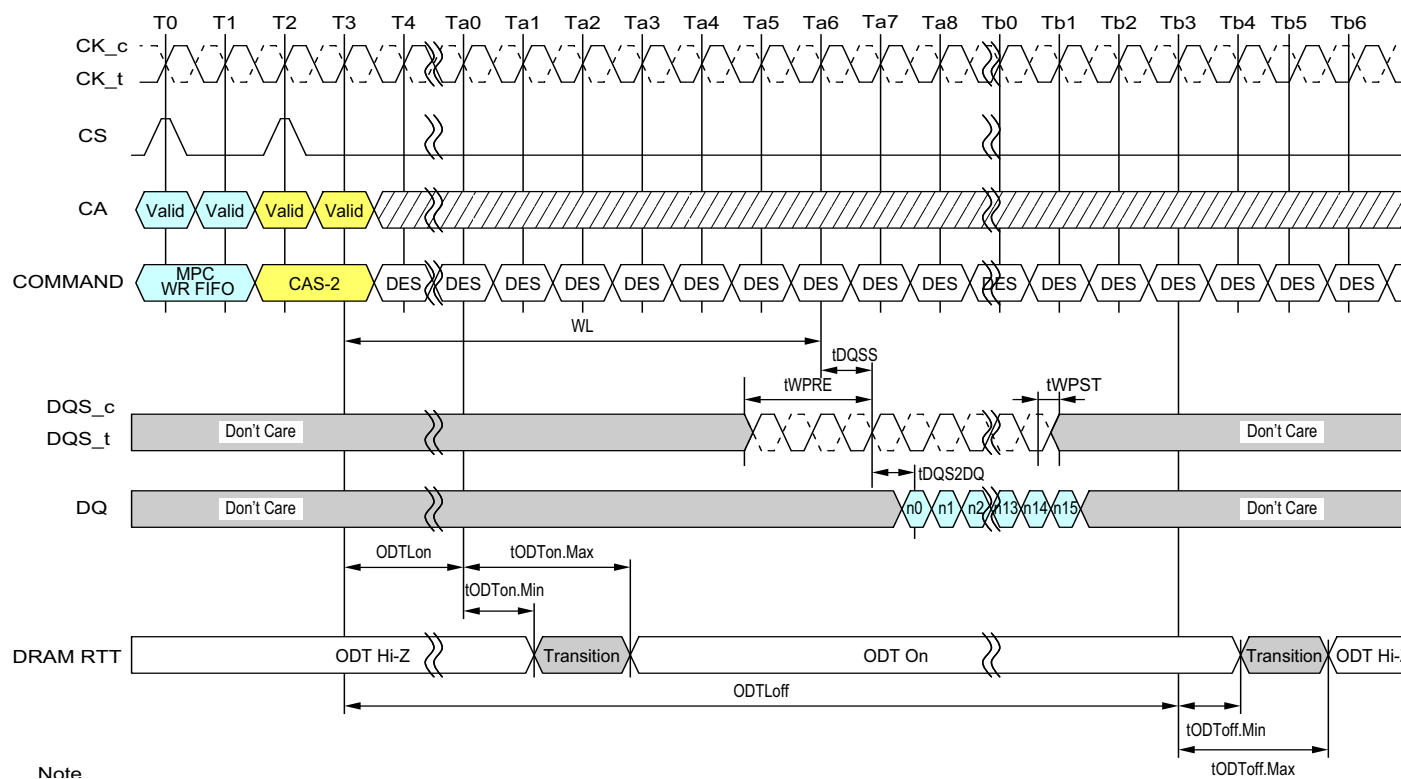 T0 T1 T2 T3 T4 Ta0 Ta1 Ta2 Ta3 Ta4 Ta5 Ta6 Ta7 Ta8 Tb0 Tb1 Tb2 Tb3 Tb4 Tb5 Tb6
CK_c
CK_t
CS
CA Valid Valid Valid Valid
COMMAND MPC WR FIFO CAS-2 DES DES DES DES DES DES DES DES DES DES DES DES DES DES DES DES DES
WL
tDQSS
tWPRE tWPST
DQS_c
DQS_t Don't Care Don't Care
tDQS2DQ
DQ Don't Care n0 n1 n2 n13 n14 n15 Don't Care
ODTLon tODTon.Max
tODTon.Min
DRAM RTT ODT Hi-Z Transition ODT On Transition ODT Hi-Z
ODTLoff
tODToff.Min
tODToff.Max
Note